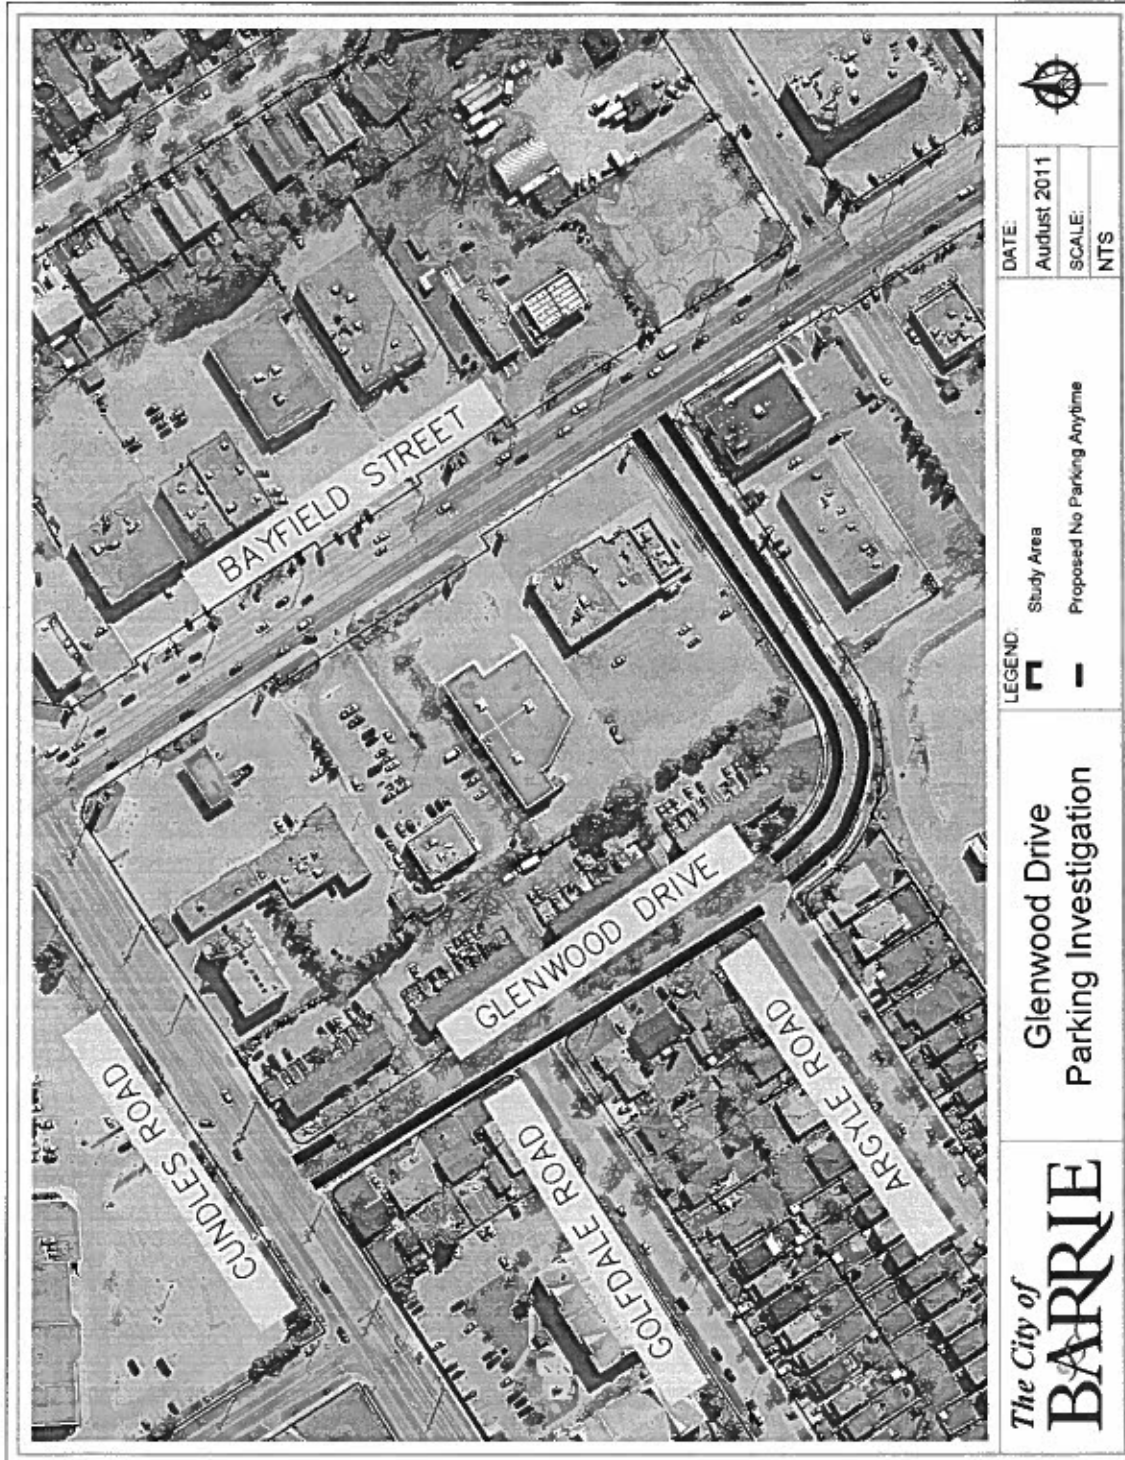 CUNDLES ROAD
BAYFIELD STREET
GLENWOOD DRIVE
GOLFDALE ROAD
ARGYLE ROAD
The City of
BARRIE
Glenwood Drive
Parking Investigation
LEGEND:
Study Area
Proposed No Parking Anytime
DATE:
Audust 2011
SCALE:
NTS